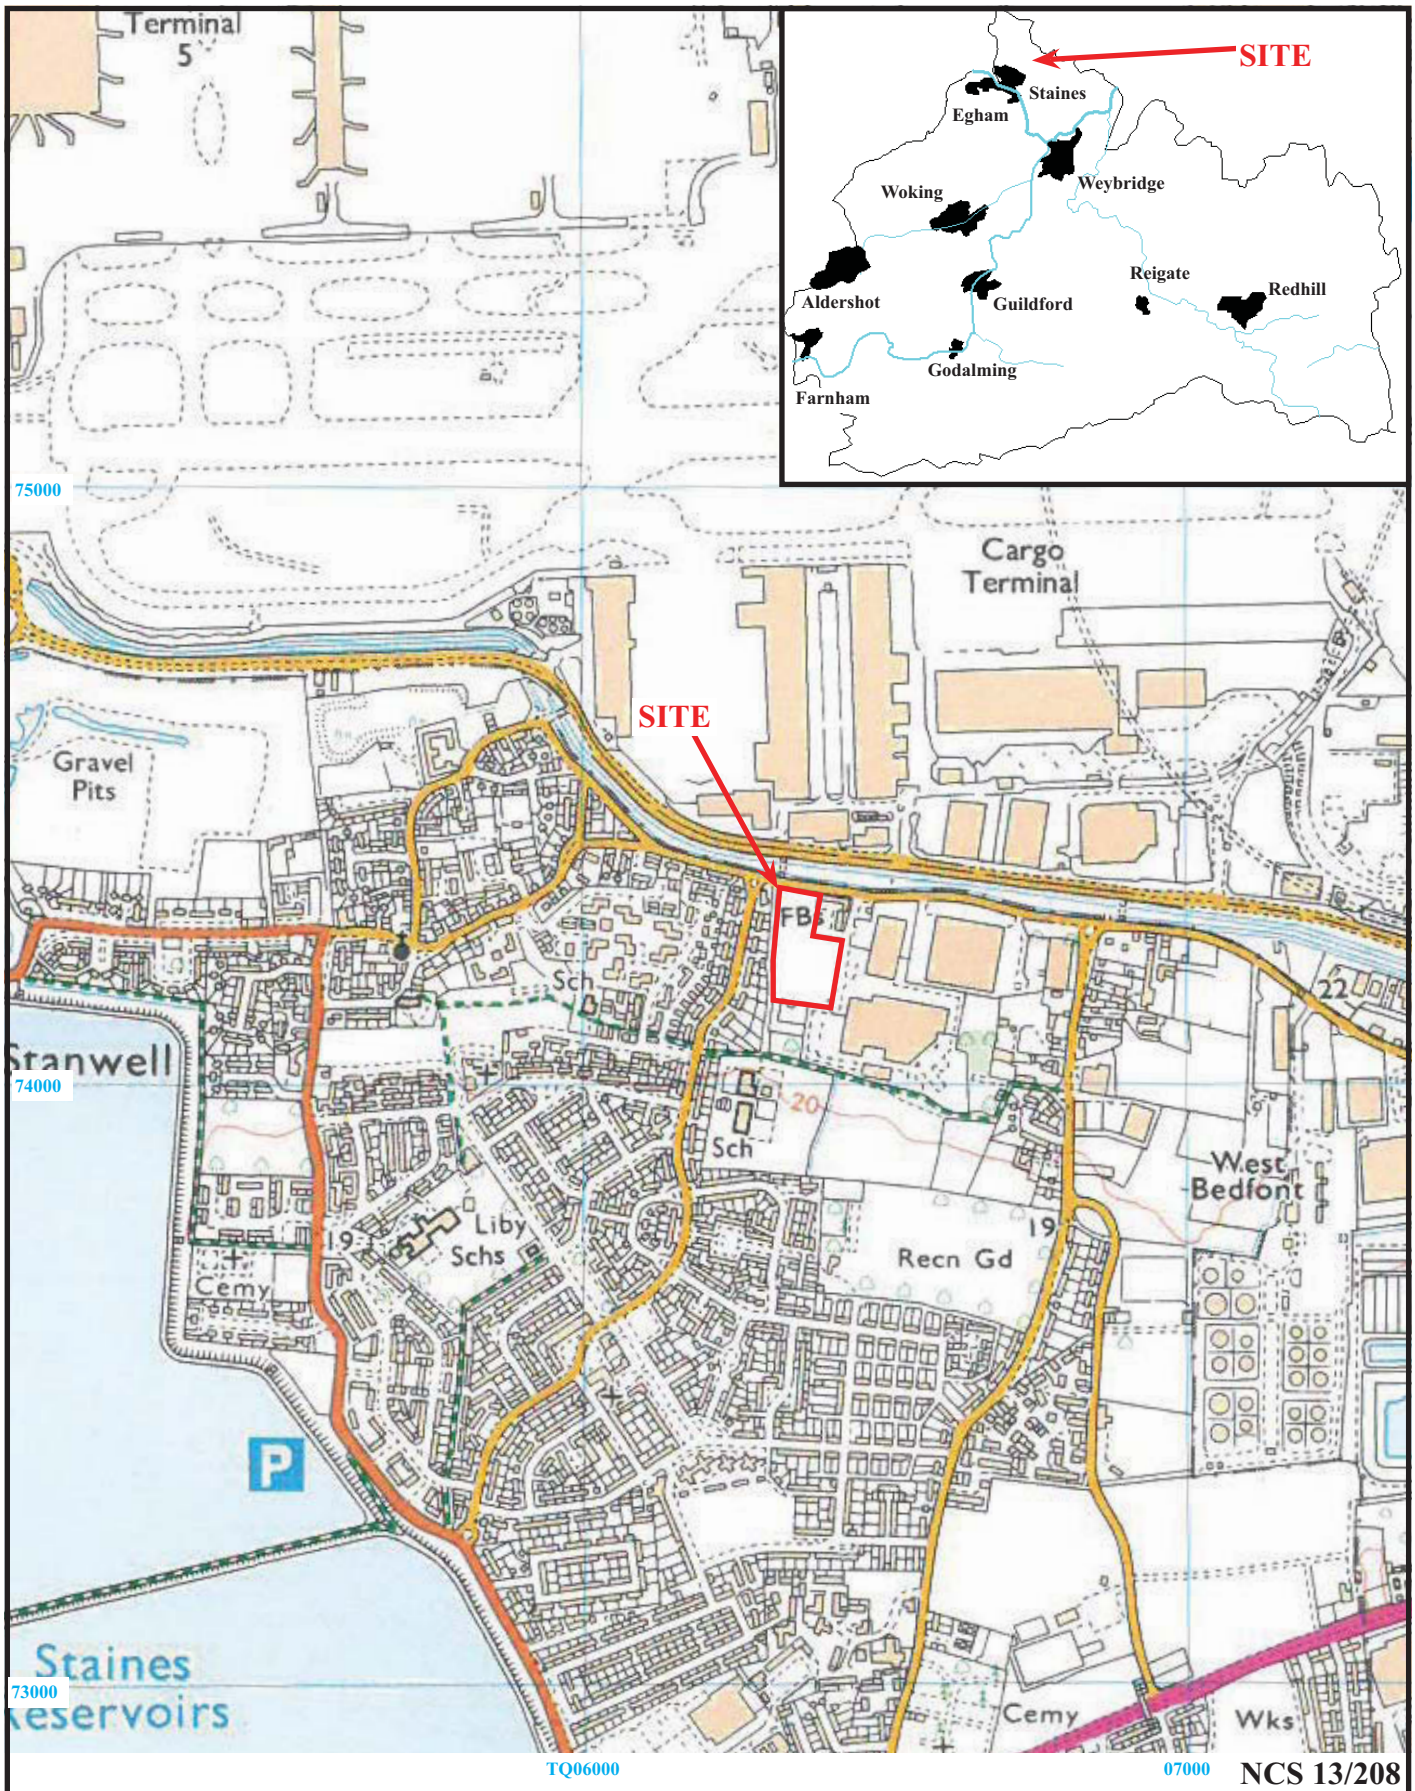 Terminal
5
SITE
Staines
Egham
Weybridge
Woking
Reigate
Redhill
Aldershot
Guildford
Godalming
Farnham
75000
Cargo
Terminal
SITE
Gravel
Pits
FBs
Sch
22
Stanwell
74000
20
Sch
West
Bedfont
19
Liby
Schs
19
Recn Gd
Cemy
P
Staines
73000
Reservoirs
Cemy
Wks
TQ06000
07000
NCS 13/208